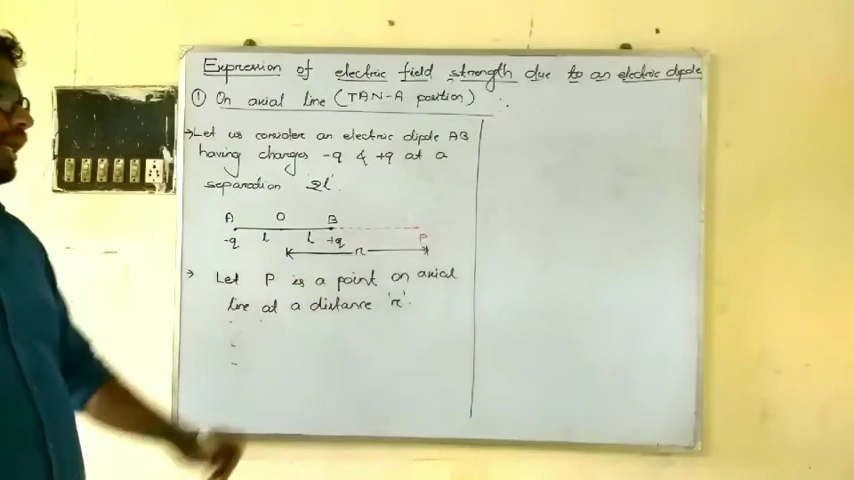 Expression of electric field strength due to an electric dipole
① On axial line (TAN-A position)
→Let us consider an electric dipole AB
having charges -q & +q at a
separation '2l'.
A O B
-q l l +q P
r
→ Let P is a point on axial
line at a distance 'r'.